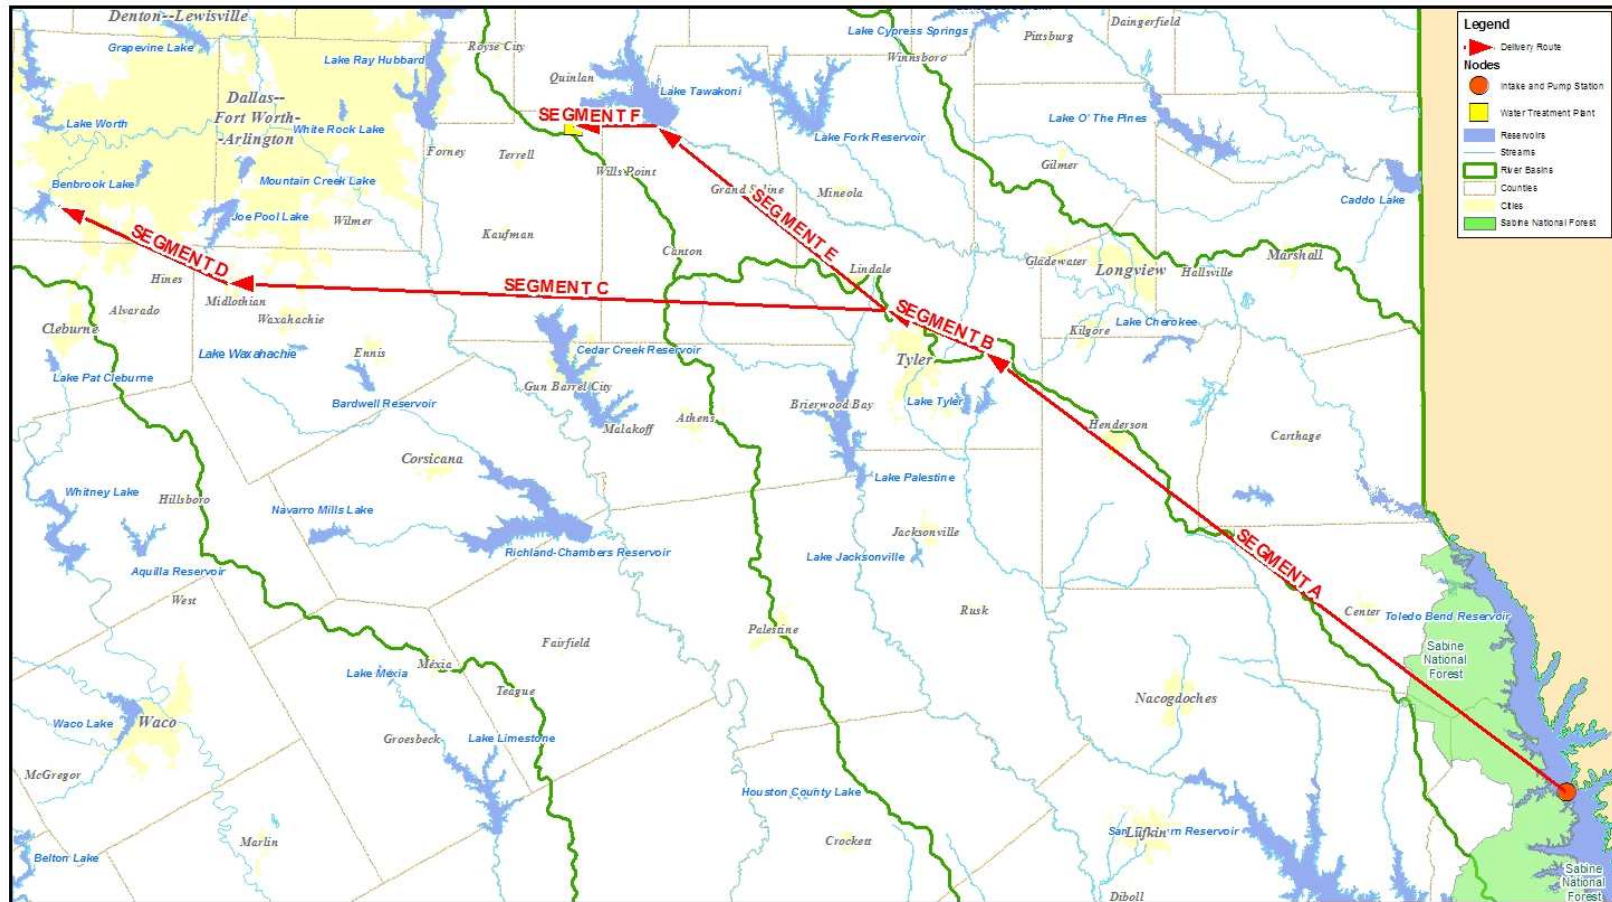 Denton--Lewisville
Grapevine Lake
Lake Ray Hubbard
Royse City
Quinlan
Lake Tawakoni
Lake Cypress Springs
Winnsboro
Pittsburg
Daingerfield
Legend
Delivery Route
Nodes
Intake and Pump Station
Water Treatment Plant
Reservoirs
Streams
River Basins
Counties
Cities
Sabine National Forest
Dallas--
Fort Worth-
-Arlington
Lake Worth
White Rock Lake
SEGMENT F
Lake Fork Reservoir
Lake O' The Pines
Forney
Terrell
Wills Point
Gilmer
Benbrook Lake
Mountain Creek Lake
Grand Saline
Mineola
Caddo Lake
Joe Pool Lake
Wilmer
Kaufman
SEGMENT E
SEGMENT D
Canton
Lindale
Gladewater
Longview
Hallsville
Marshall
Hines
Midlothian
SEGMENT C
Alvarado
Waxahachie
SEGMENT B
Kilgore
Lake Cherokee
Cleburne
Lake Waxahachie
Ennis
Cedar Creek Reservoir
Tyler
Lake Pat Cleburne
Bardwell Reservoir
Gun Barrel City
Brierwood Bay
Lake Tyler
Malakoff
Athens
Henderson
Carthage
Corsicana
Whitney Lake
Hillsboro
Navarro Mills Lake
Lake Palestine
Jacksonville
Richland-Chambers Reservoir
Lake Jacksonville
SEGMENT A
Aquilla Reservoir
West
Rusk
Center
Toledo Bend Reservoir
Fairfield
Palestine
Sabine
National
Forest
Mexia
Lake Mexia
Teague
Nacogdoches
Waco Lake
Waco
Groesbeck
Lake Limestone
McGregor
Houston County Lake
Marlin
Crockett
Lufkin
Reservoir
Belton Lake
Diboll
Sabine
National
Forest